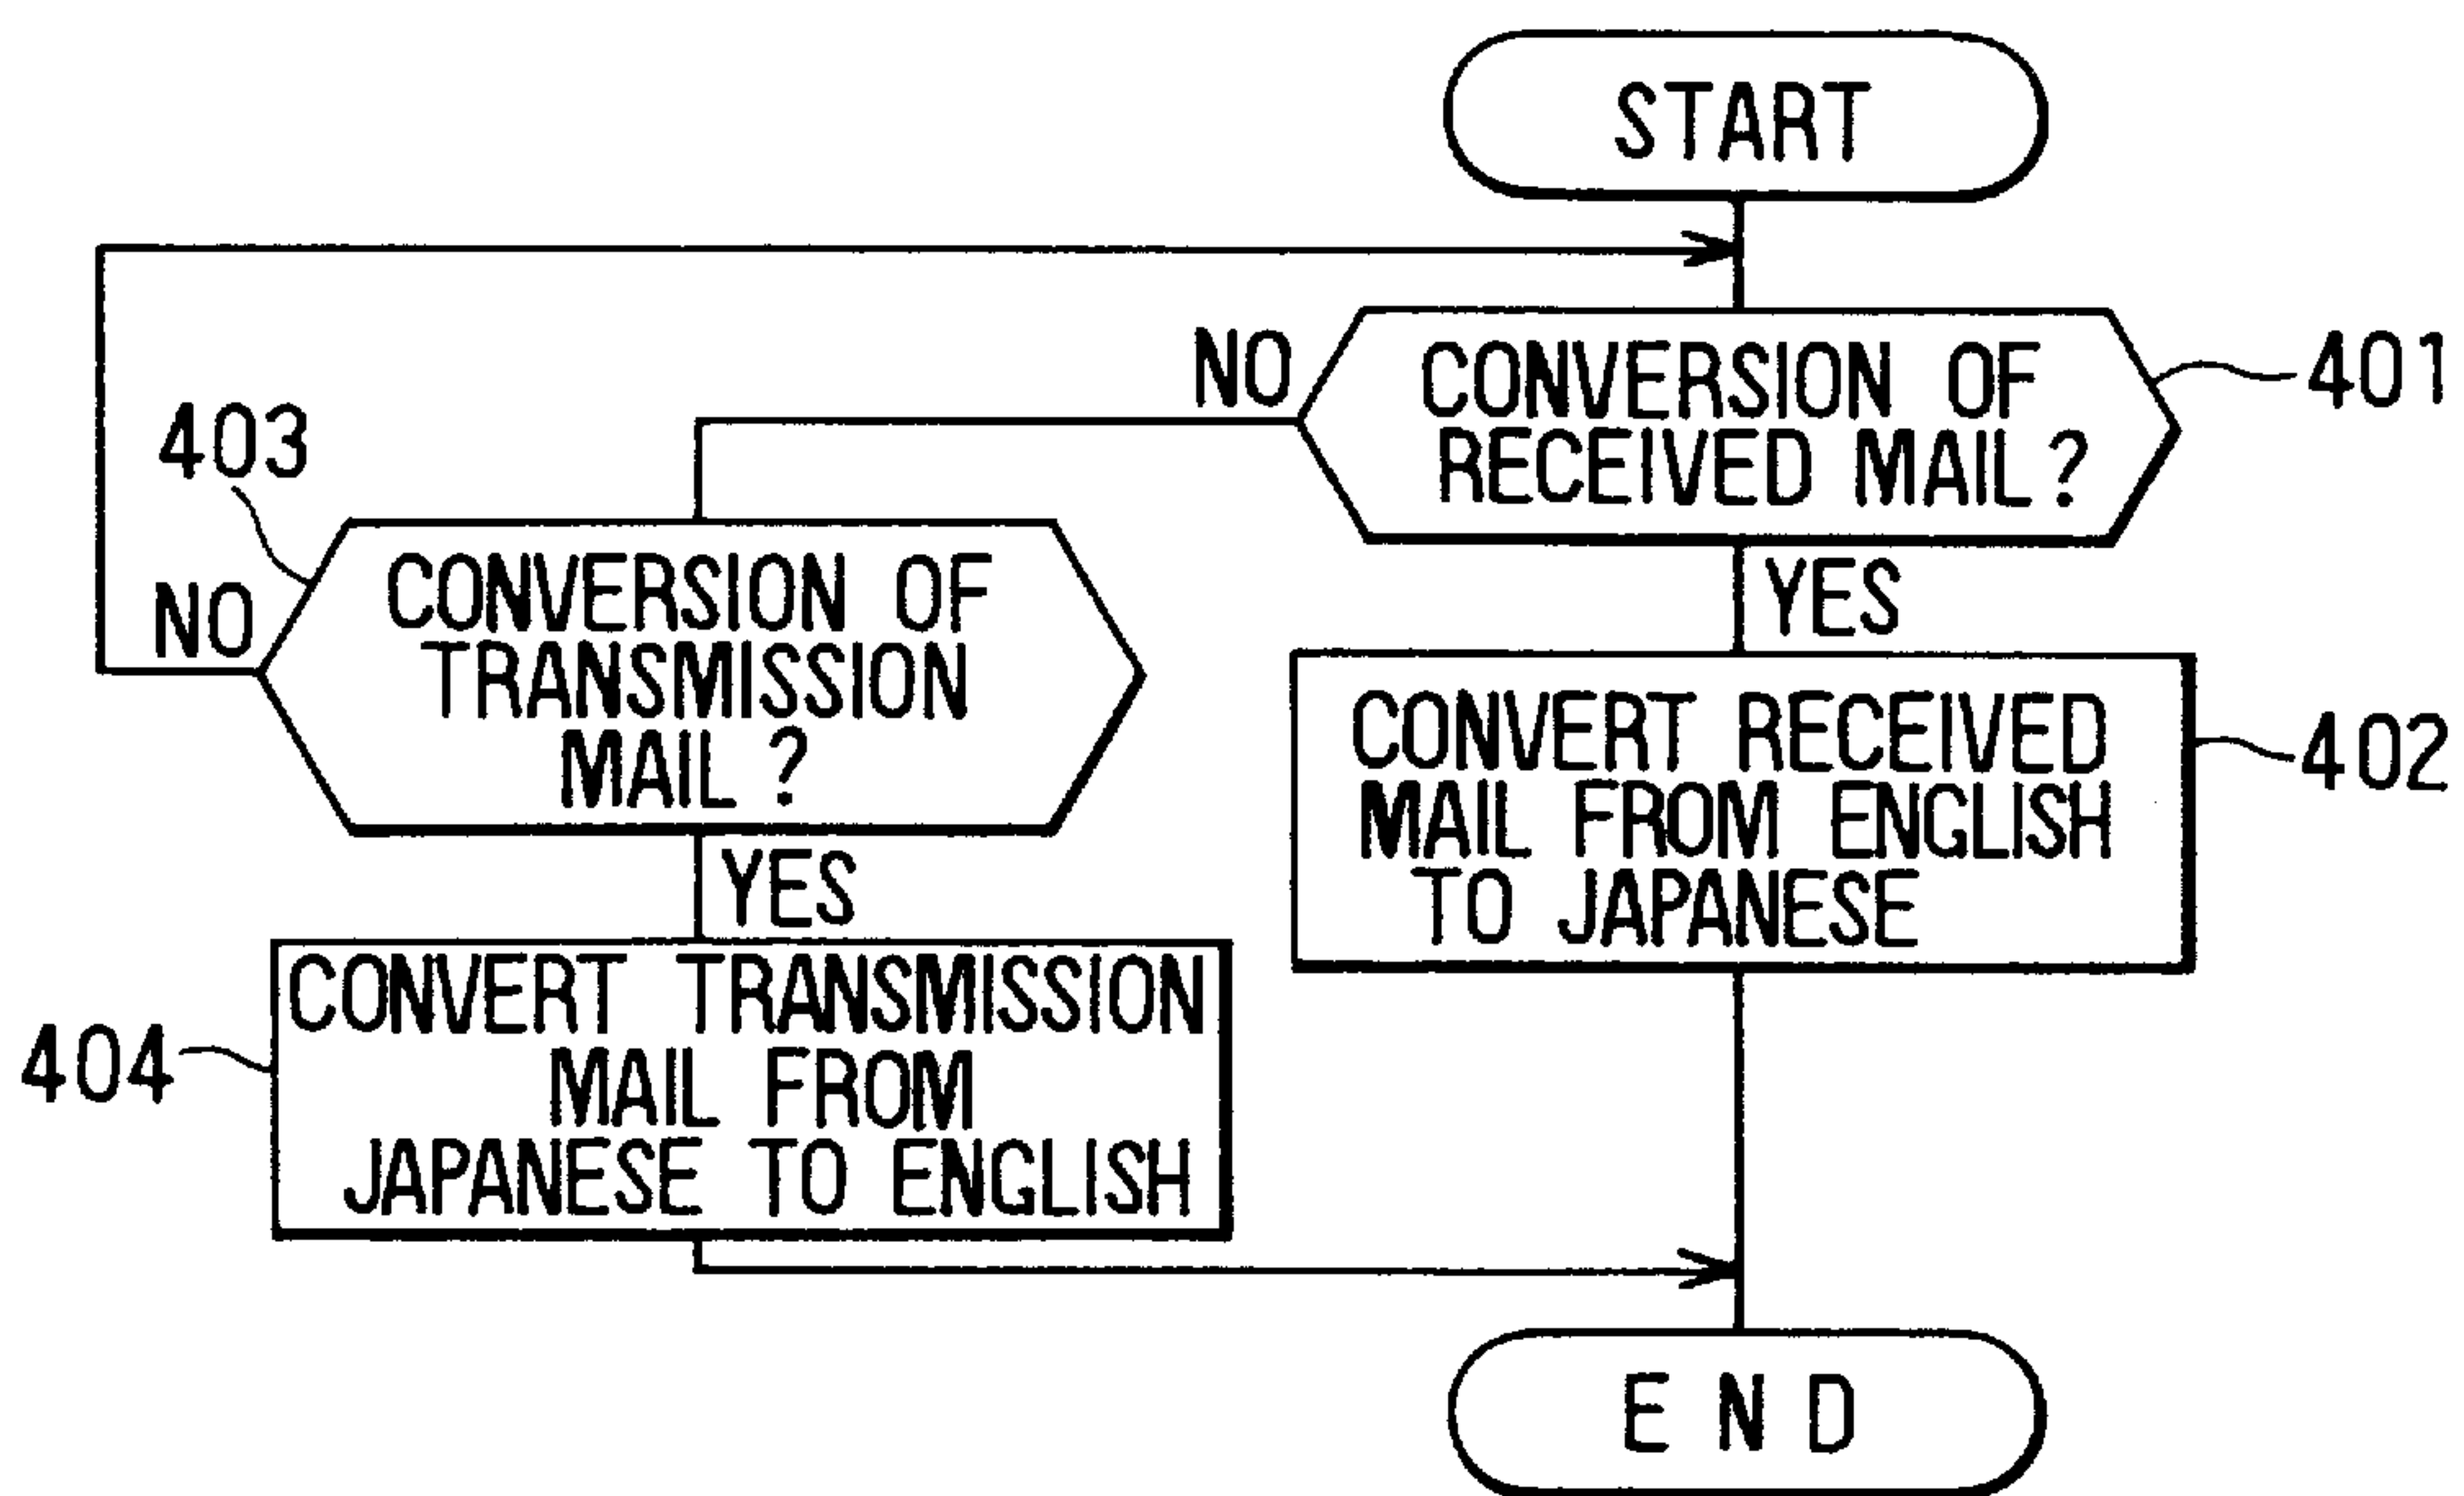 START
NO
CONVERSION OF
RECEIVED MAIL?
401
YES
403
NO
CONVERSION OF
TRANSMISSION
MAIL?
YES
CONVERT RECEIVED
MAIL FROM ENGLISH
TO JAPANESE
402
404
CONVERT TRANSMISSION
MAIL FROM
JAPANESE TO ENGLISH
END